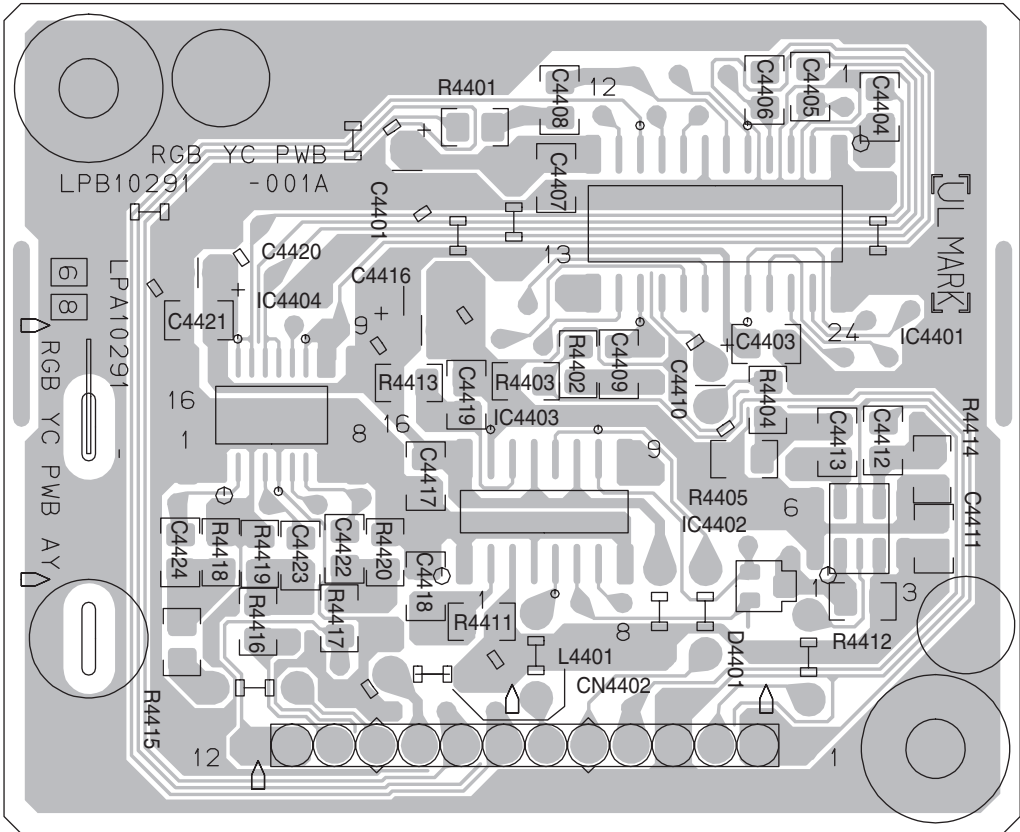 R4401
C4408
12
C4406
C4405
1
C4404
RGB YC PWB
LPB10291 -001A
C4407
C4401
[UL MARK]
C4420
13
C4416
6
8
LPA10291 -
IC4404
C4421
+
+
+
+
9
C4403
24
IC4401
RGB YC PWB AY
R4402
C4409
R4413
C4419
R4403
C4410
R4404
16
IC4403
16
1
8
C4413
C4412
R4414
9
C4417
R4405
6
IC4402
C4411
C4424
R4418
R4419
C4423
C4422
R4420
C4418
1
R4411
R4416
R4417
1
3
8
R4412
D4401
L4401
CN4402
R4415
12
1